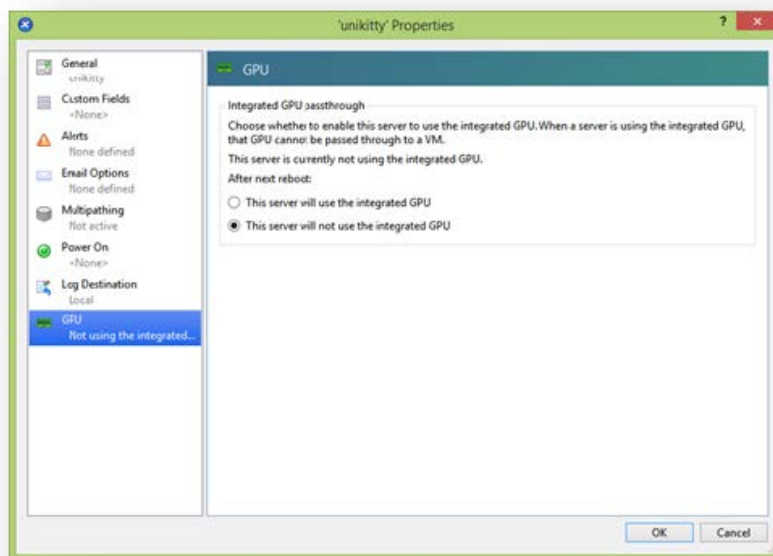 'unikitty' Properties
?
×
General
unikitty
Custom Fields
<None>
Alerts
None defined
Email Options
None defined
Multipathing
Not active
Power On
<None>
Log Destination
Local
GPU
Not using the integrated...
GPU
Integrated GPU passthrough
Choose whether to enable this server to use the integrated GPU. When a server is using the integrated GPU,
that GPU cannot be passed through to a VM.
This server is currently not using the integrated GPU.
After next reboot:
This server will use the integrated GPU
This server will not use the integrated GPU
OK
Cancel